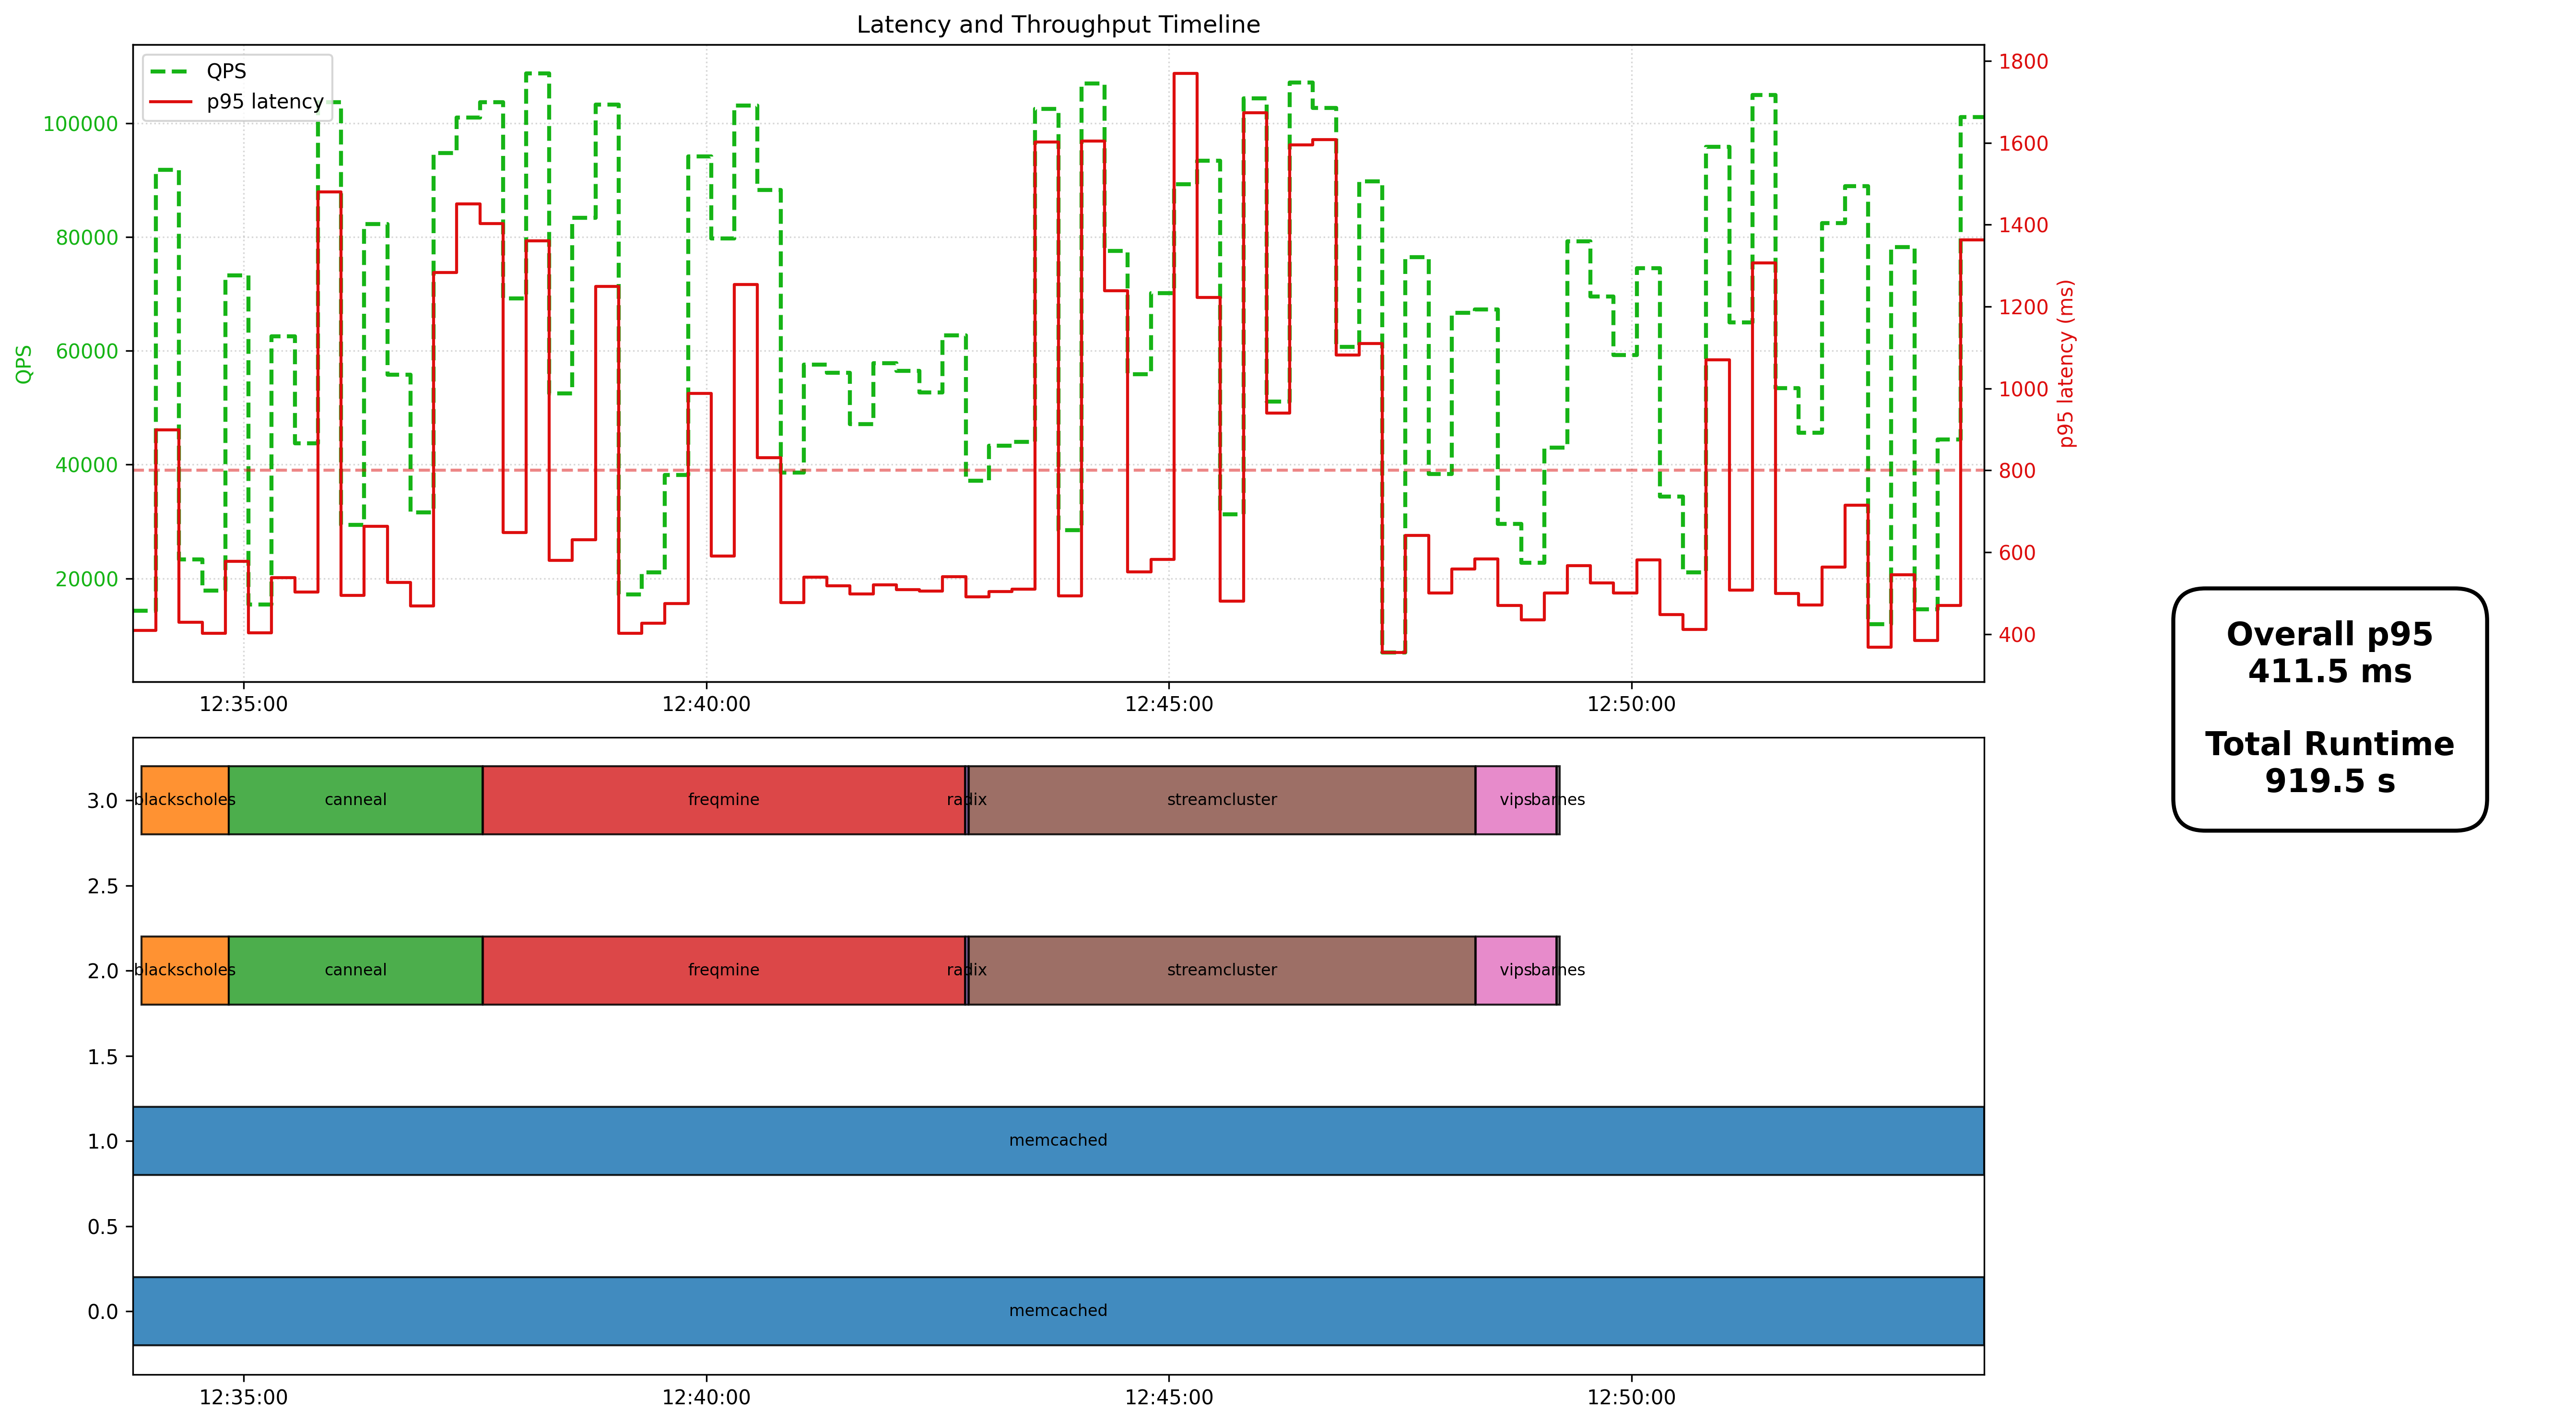 Latency and Throughput Timeline
QPS
p95 latency
100000
80000
60000
40000
20000
QPS
1800
1600
1400
1200
1000
800
600
400
p95 latency (ms)
12:35:00
12:40:00
12:45:00
12:50:00
Overall p95
411.5 ms
Total Runtime
919.5 s
3.0
blackscholes
canneal
freqmine
radix
streamcluster
vips
barnes
2.5
2.0
blackscholes
canneal
freqmine
radix
streamcluster
vips
barnes
1.5
1.0
memcached
0.5
0.0
memcached
12:35:00
12:40:00
12:45:00
12:50:00